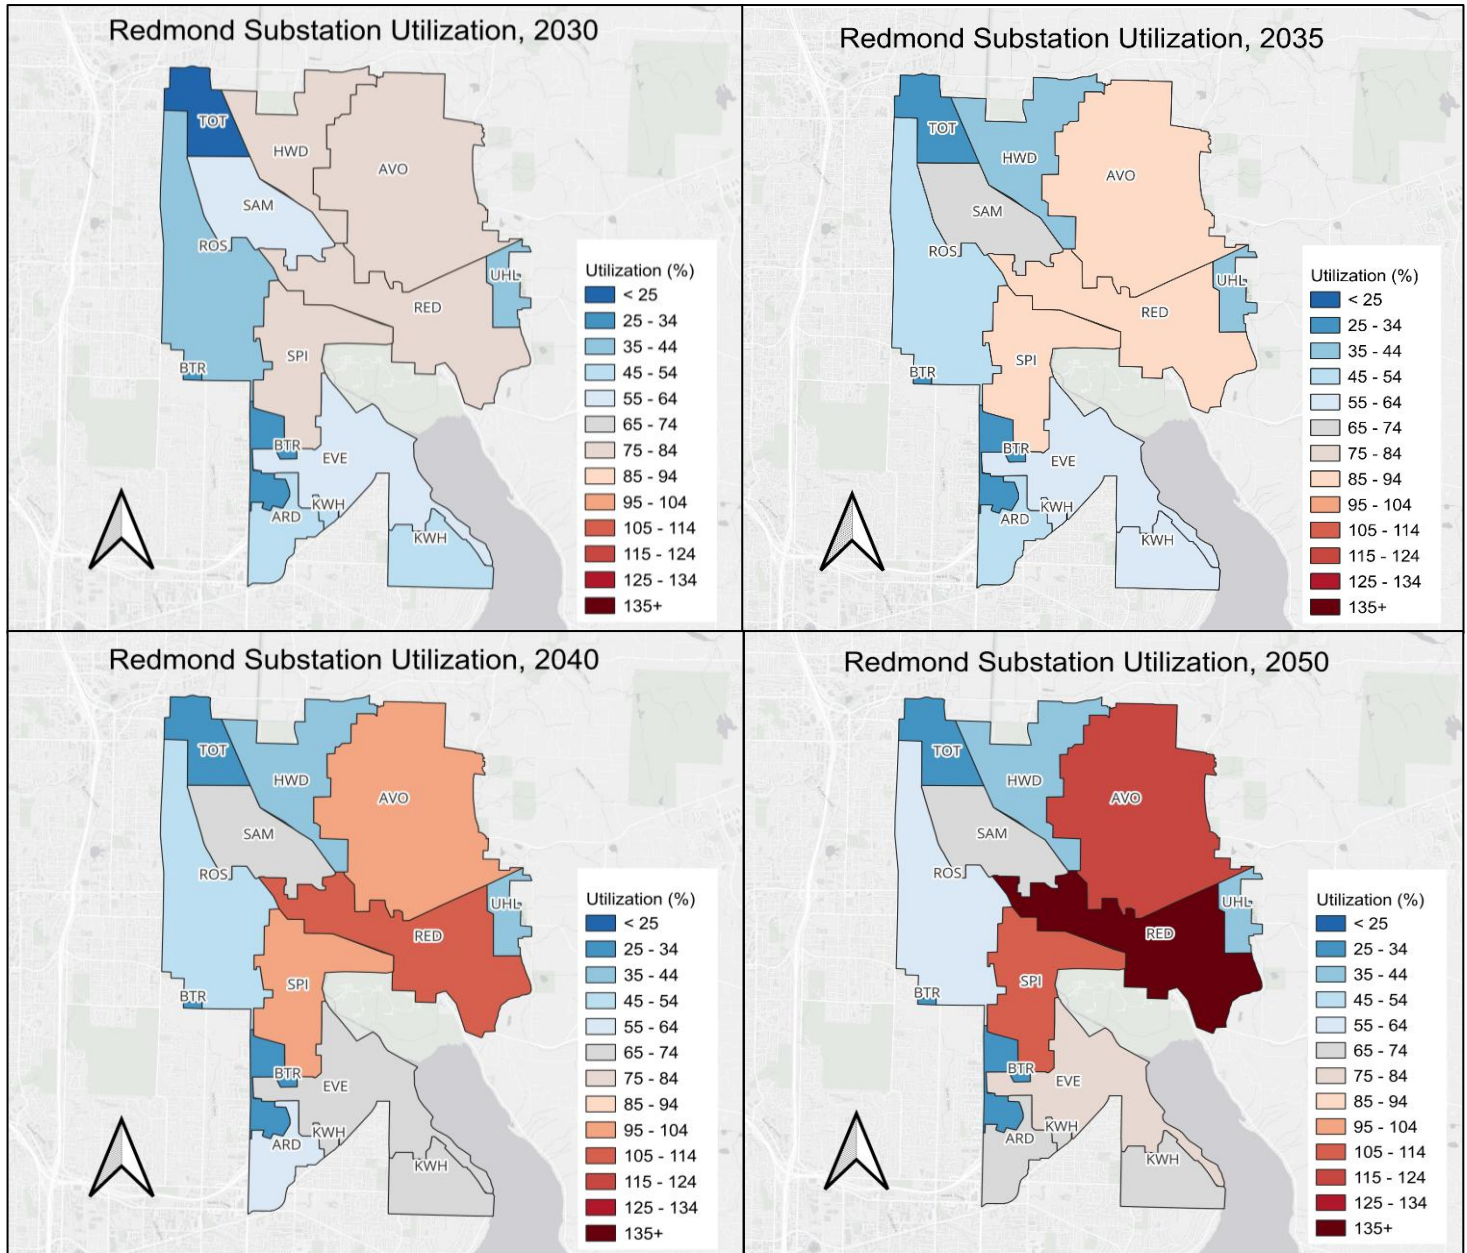 Redmond Substation Utilization, 2030
TOT
HWD
AVO
SAM
ROS
UHL
RED
SPI
BTR
BTR
EVE
KWH
ARD
KWH
Utilization (%)
< 25
25 - 34
35 - 44
45 - 54
55 - 64
65 - 74
75 - 84
85 - 94
95 - 104
105 - 114
115 - 124
125 - 134
135+
Redmond Substation Utilization, 2035
TOT
HWD
AVO
SAM
ROS
UHL
RED
SPI
BTR
BTR
EVE
KWH
ARD
KWH
Utilization (%)
< 25
25 - 34
35 - 44
45 - 54
55 - 64
65 - 74
75 - 84
85 - 94
95 - 104
105 - 114
115 - 124
125 - 134
135+
Redmond Substation Utilization, 2040
TOT
HWD
AVO
SAM
ROS
UHL
RED
SPI
BTR
BTR
EVE
KWH
ARD
KWH
Utilization (%)
< 25
25 - 34
35 - 44
45 - 54
55 - 64
65 - 74
75 - 84
85 - 94
95 - 104
105 - 114
115 - 124
125 - 134
135+
Redmond Substation Utilization, 2050
TOT
HWD
AVO
SAM
ROS
UHL
RED
SPI
BTR
BTR
EVE
KWH
ARD
KWH
Utilization (%)
< 25
25 - 34
35 - 44
45 - 54
55 - 64
65 - 74
75 - 84
85 - 94
95 - 104
105 - 114
115 - 124
125 - 134
135+